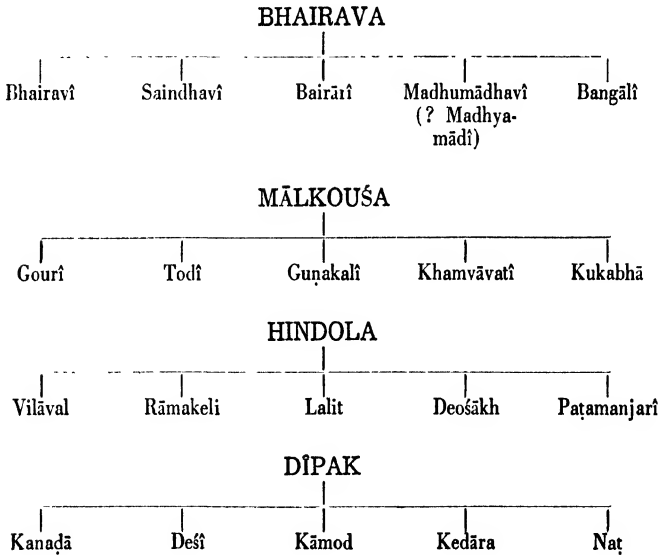 BHAIRAVA
Bhairavî Saindhavî Bairārî Madhumādhavî Bangālî
(? Madhya-
mādî)
MĀLKOUŚA
Gourî Todî Guṇakalî Khamvāvatî Kukabhā
HINDOLA
Vilāval Rāmakeli Lalit Deośākh Paṭamanjarî
DÎPAK
Kanaḍā Deśî Kāmod Kedāra Naṭ